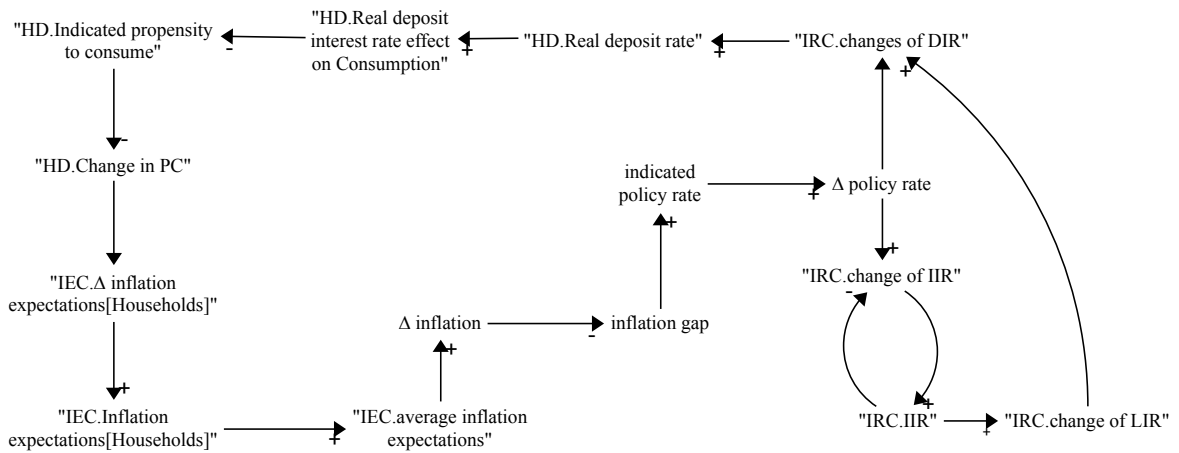 "HD.Indicated propensity
to consume"
"HD.Real deposit
interest rate effect
on Consumption"
"HD.Real deposit rate"
"IRC.changes of DIR"
-
+
+
+
-
"HD.Change in PC"
indicated
policy rate
Δ policy rate
+
+
+
"IRC.change of IIR"
-
"IEC.Δ inflation
expectations[Households]"
Δ inflation
inflation gap
-
+
+
+
"IEC.Inflation
expectations[Households]"
+
"IEC.average inflation
expectations"
"IRC.IIR"
+
"IRC.change of LIR"